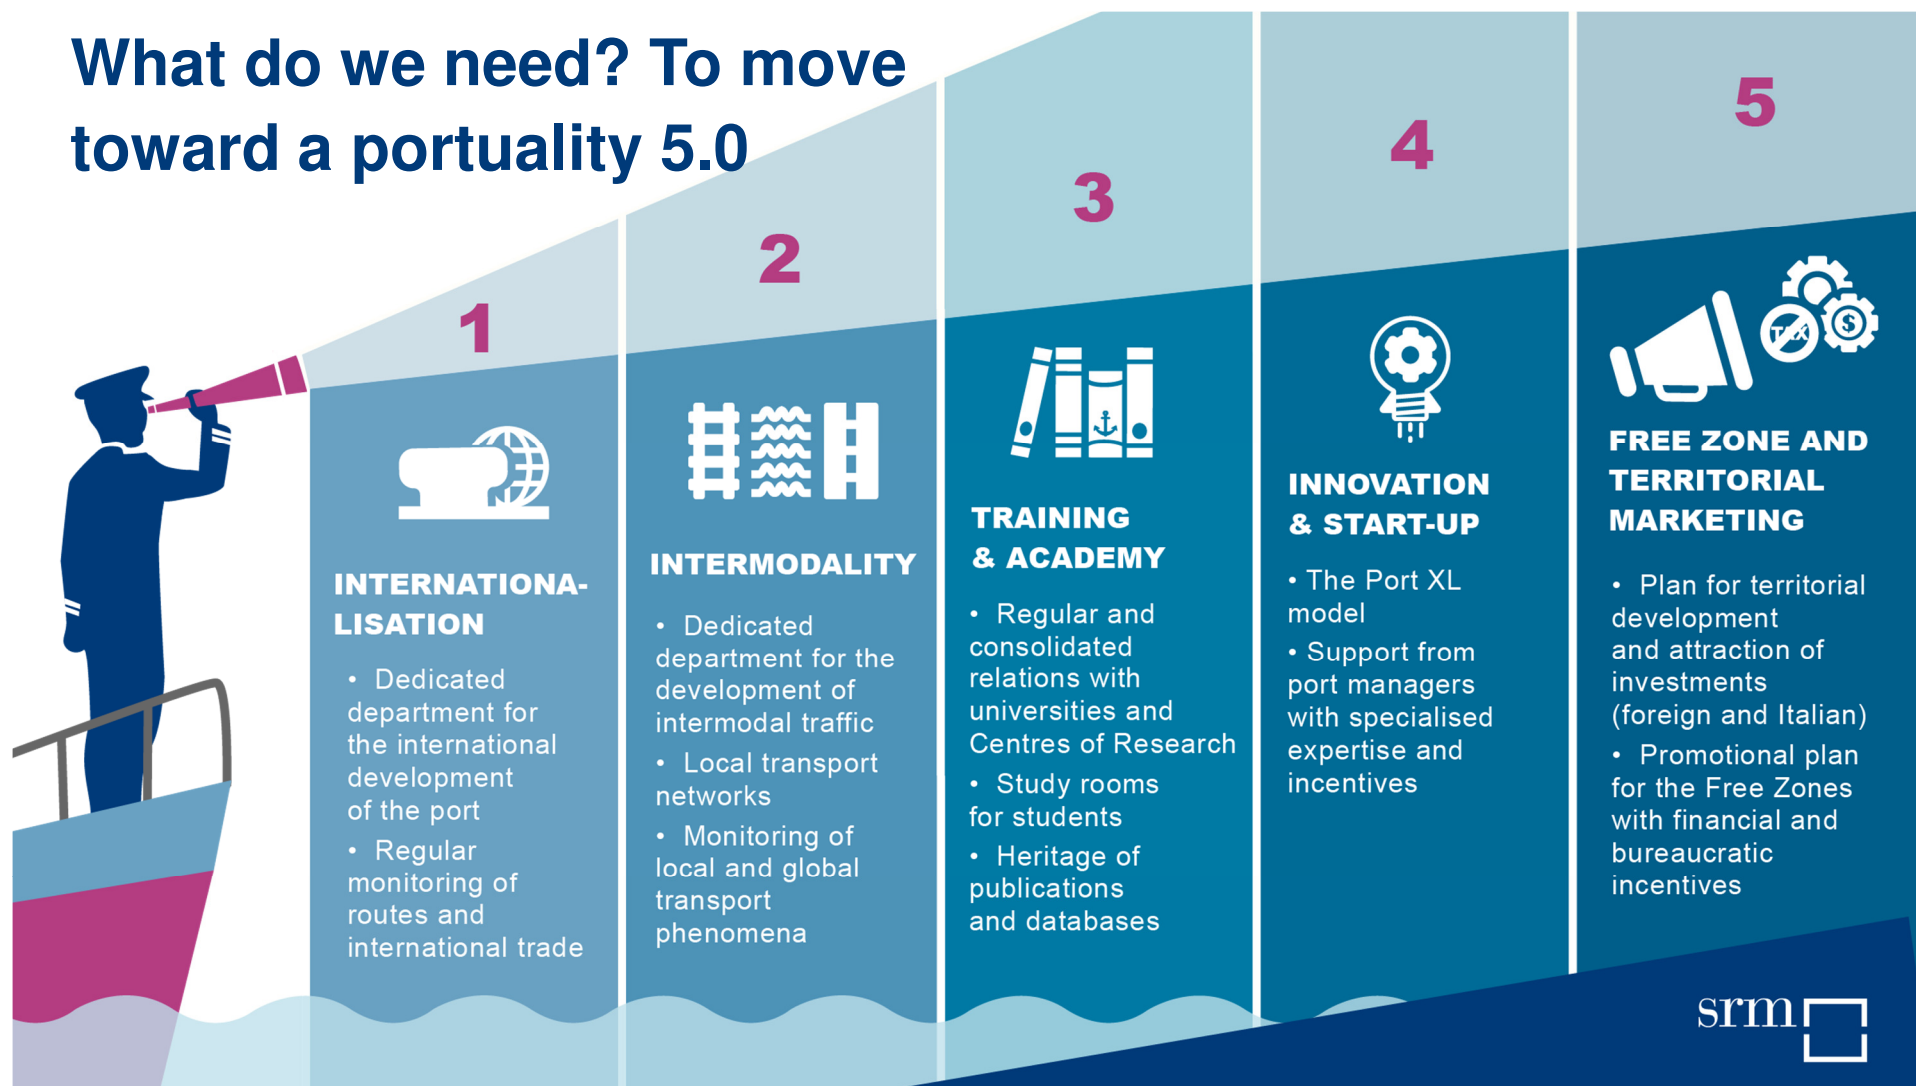 What do we need? To move
toward a portuality 5.0
1
INTERNATIONA-
LISATION
• Dedicated
department for
the international
development
of the port
• Regular
monitoring of
routes and
international trade
2
INTERMODALITY
• Dedicated
department for the
development of
intermodal traffic
• Local transport
networks
• Monitoring of
local and global
transport
phenomena
3
TRAINING
& ACADEMY
• Regular and
consolidated
relations with
universities and
Centres of Research
• Study rooms
for students
• Heritage of
publications
and databases
4
INNOVATION
& START-UP
• The Port XL
model
• Support from
port managers
with specialised
expertise and
incentives
5
TAX
$
FREE ZONE AND
TERRITORIAL
MARKETING
• Plan for territorial
development
and attraction of
investments
(foreign and Italian)
• Promotional plan
for the Free Zones
with financial and
bureaucratic
incentives
srm